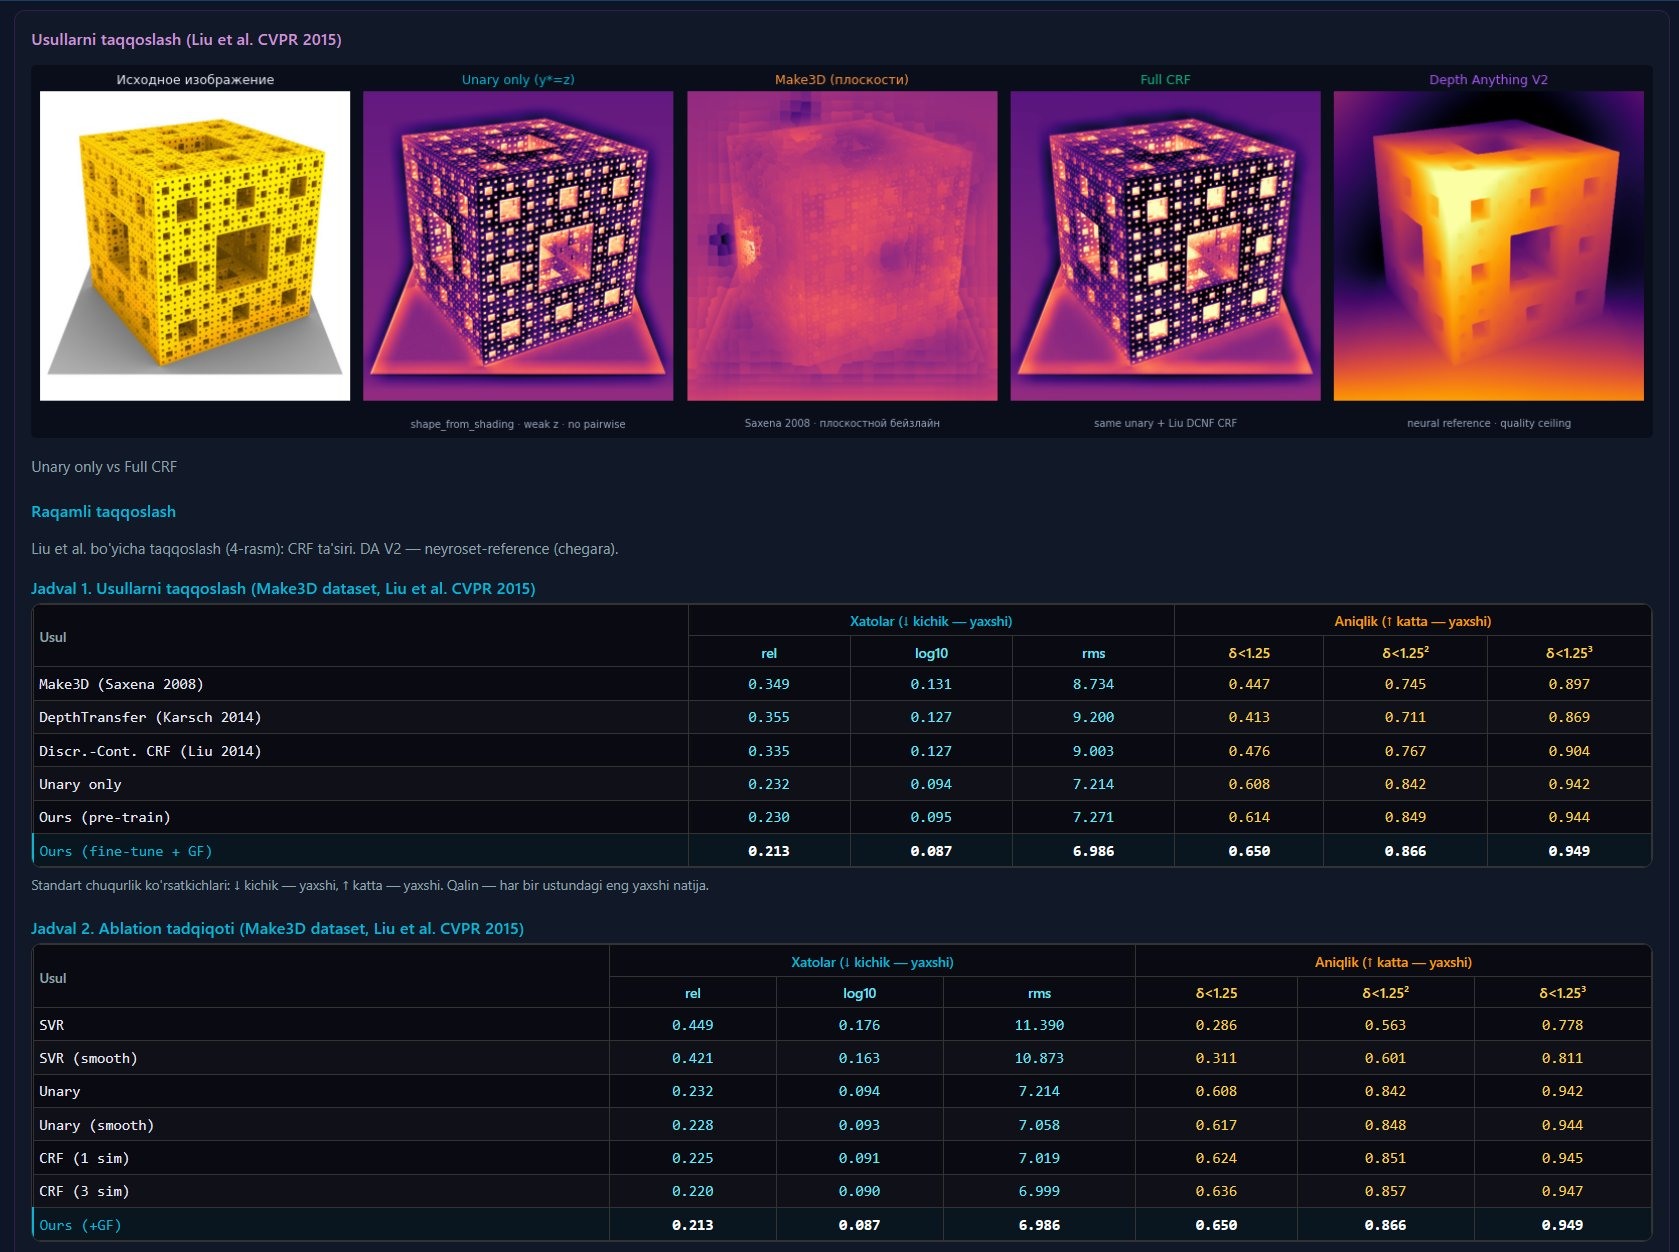 Usullarni taqqoslash (Liu et al. CVPR 2015)
Исходное изображение Unary only (y*=z) Make3D (плоскости) Full CRF Depth Anything V2
shape_from_shading · weak z · no pairwise Saxena 2008 · плоскостной бейзлайн same unary + Liu DCNF CRF neural reference · quality ceiling
Unary only vs Full CRF
Raqamli taqqoslash
Liu et al. bo'yicha taqqoslash (4-rasm): CRF ta'siri. DA V2 — neyroset-reference (chegara).
Jadval 1. Usullarni taqqoslash (Make3D dataset, Liu et al. CVPR 2015)
Usul Xatolar (↓ kichik — yaxshi) Aniqlik (↑ katta — yaxshi)
rel log10 rms δ<1.25 δ<1.25² δ<1.25³
Make3D (Saxena 2008) 0.349 0.131 8.734 0.447 0.745 0.897
DepthTransfer (Karsch 2014) 0.355 0.127 9.200 0.413 0.711 0.869
Discr.-Cont. CRF (Liu 2014) 0.335 0.127 9.003 0.476 0.767 0.904
Unary only 0.232 0.094 7.214 0.608 0.842 0.942
Ours (pre-train) 0.230 0.095 7.271 0.614 0.849 0.944
Ours (fine-tune + GF) 0.213 0.087 6.986 0.650 0.866 0.949
Standart chuqurlik ko'rsatkichlari: ↓ kichik — yaxshi, ↑ katta — yaxshi. Qalin — har bir ustundagi eng yaxshi natija.
Jadval 2. Ablation tadqiqoti (Make3D dataset, Liu et al. CVPR 2015)
Usul Xatolar (↓ kichik — yaxshi) Aniqlik (↑ katta — yaxshi)
rel log10 rms δ<1.25 δ<1.25² δ<1.25³
SVR 0.449 0.176 11.390 0.286 0.563 0.778
SVR (smooth) 0.421 0.163 10.873 0.311 0.601 0.811
Unary 0.232 0.094 7.214 0.608 0.842 0.942
Unary (smooth) 0.228 0.093 7.058 0.617 0.848 0.944
CRF (1 sim) 0.225 0.091 7.019 0.624 0.851 0.945
CRF (3 sim) 0.220 0.090 6.999 0.636 0.857 0.947
Ours (+GF) 0.213 0.087 6.986 0.650 0.866 0.949